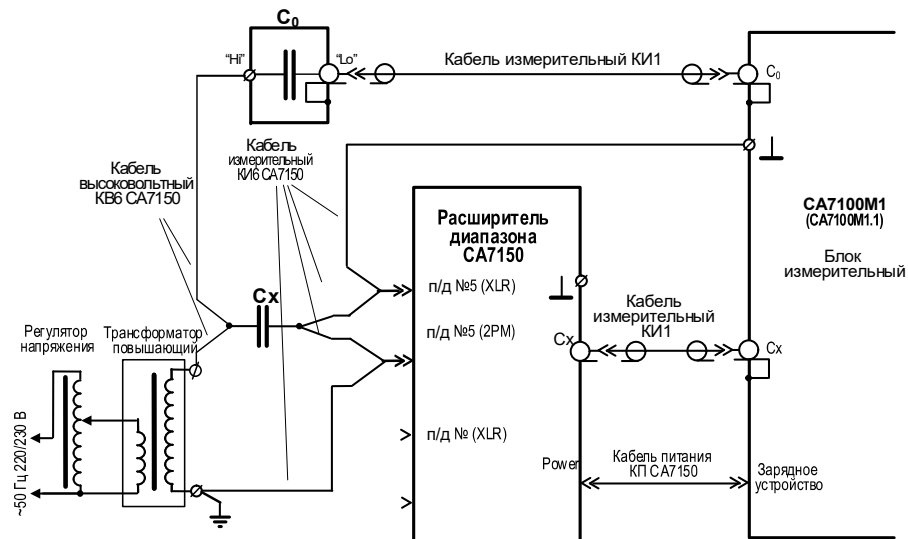 C₀
"Hi"
"Lo"
Кабель измерительный КИ1
C₀
Кабель
высоковольтный
КВ6 СА7150
Кабель
измерительный
КИ6 СА7150
Расширитель
диапазона
СА7150
СА7100М1
(СА7100М1.1)
Блок
измерительный
п/д №5 (XLR)
п/д №5 (2РМ)
п/д № (XLR)
Cx
Регулятор
напряжения
Трансформатор
повышающий
~50 Гц 220/230 В
Cx
Кабель
измерительный
КИ1
Cx
Power
Кабель питания
КП СА7150
Зарядное
устройство